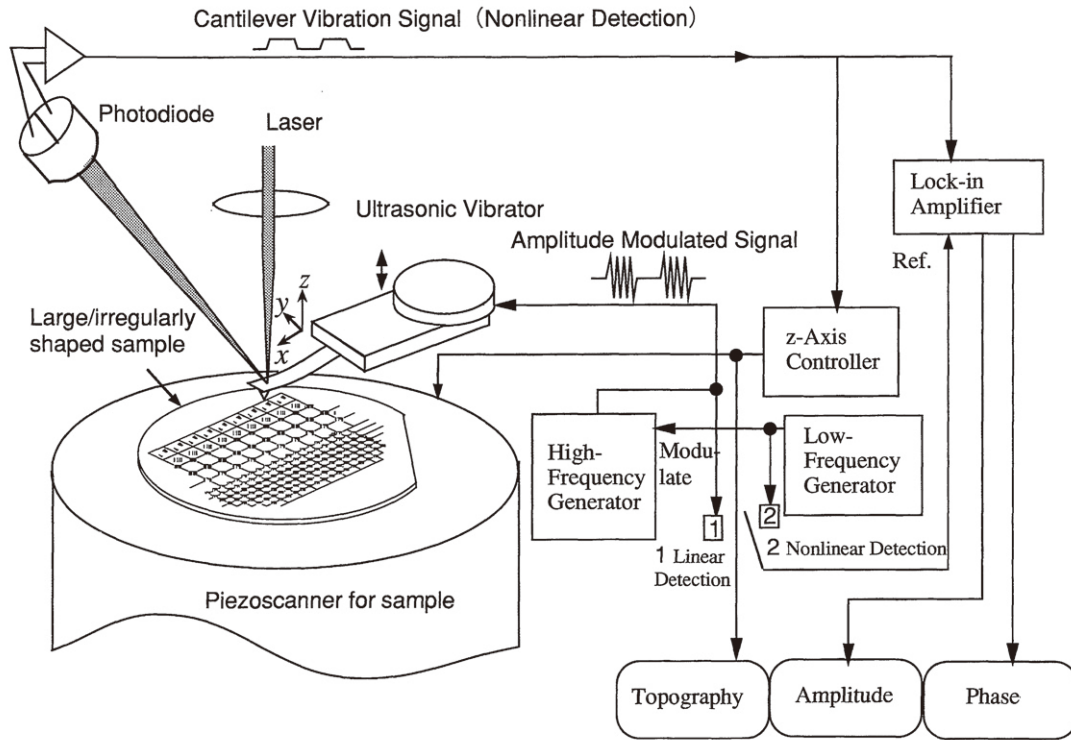 Cantilever Vibration Signal (Nonlinear Detection)
Photodiode
Laser
Ultrasonic Vibrator
Amplitude Modulated Signal
Lock-in
Amplifier
Ref.
z
y
x
Large/irregularly
shaped sample
z-Axis
Controller
High-
Frequency
Generator
Modu-
late
Low-
Frequency
Generator
1
2
1 Linear
Detection
2 Nonlinear Detection
Piezoscanner for sample
Topography
Amplitude
Phase